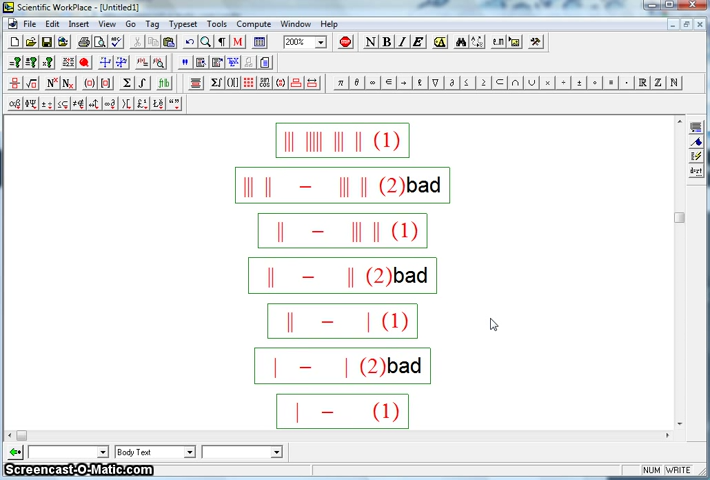 Scientific WorkPlace - [Untitled1]
File Edit Insert View Go Tag Typeset Tools Compute Window Help
200% N B I E
||| ||||| ||| || (1)
||| || – ||| || (2)bad
|| – ||| || (1)
|| – || (2)bad
|| – | (1)
| – | (2)bad
| – (1)
Body Text
Screencast-O-Matic.com
NUM WRITE